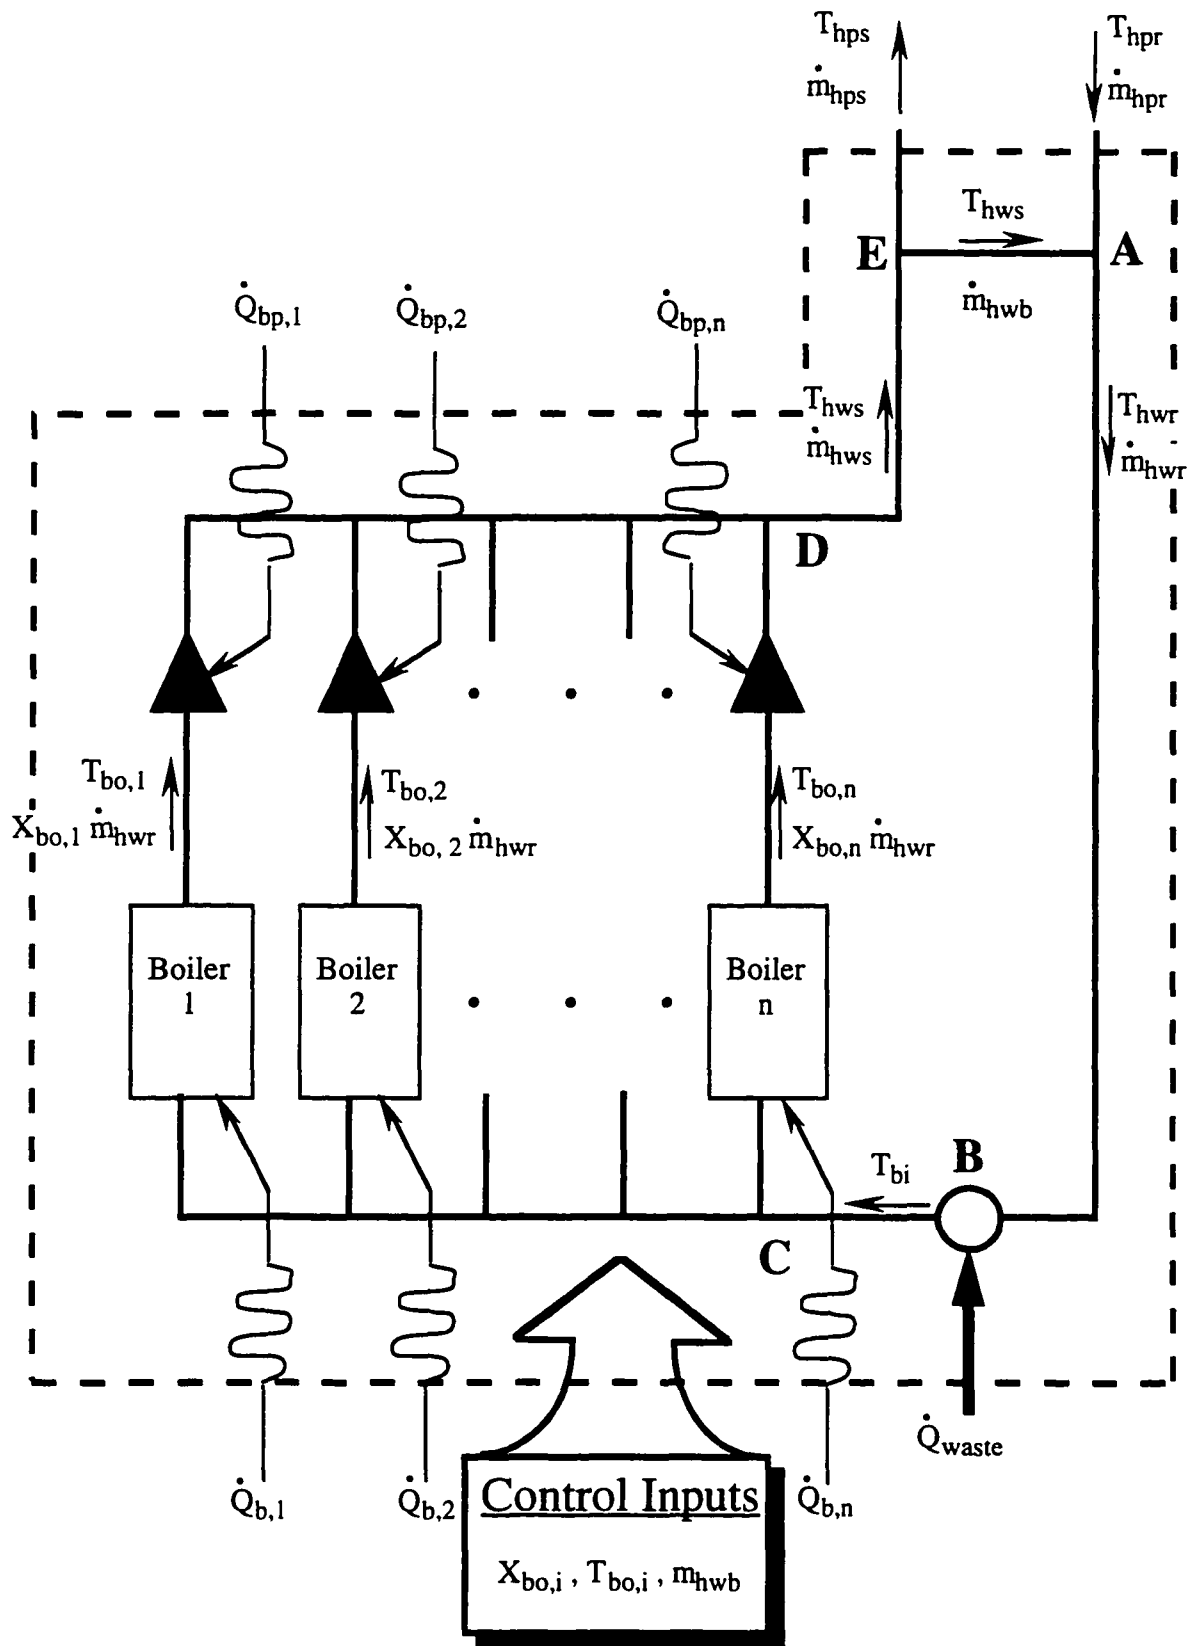 T_hps
T_hpr
ṁ_hps
ṁ_hpr
T_hws
E
A
ṁ_hwb
Q̇_bp,1
Q̇_bp,2
Q̇_bp,n
T_hws
ṁ_hws
T_hwr
ṁ_hwr
D
T_bo,1
X_bo,1 ṁ_hwr
T_bo,2
X_bo,2 ṁ_hwr
T_bo,n
X_bo,n ṁ_hwr
Boiler
1
Boiler
2
. . .
Boiler
n
T_bi
B
C
Q̇_waste
Q̇_b,1
Q̇_b,2
Q̇_b,n
Control Inputs
X_bo,i , T_bo,i , m_hwb